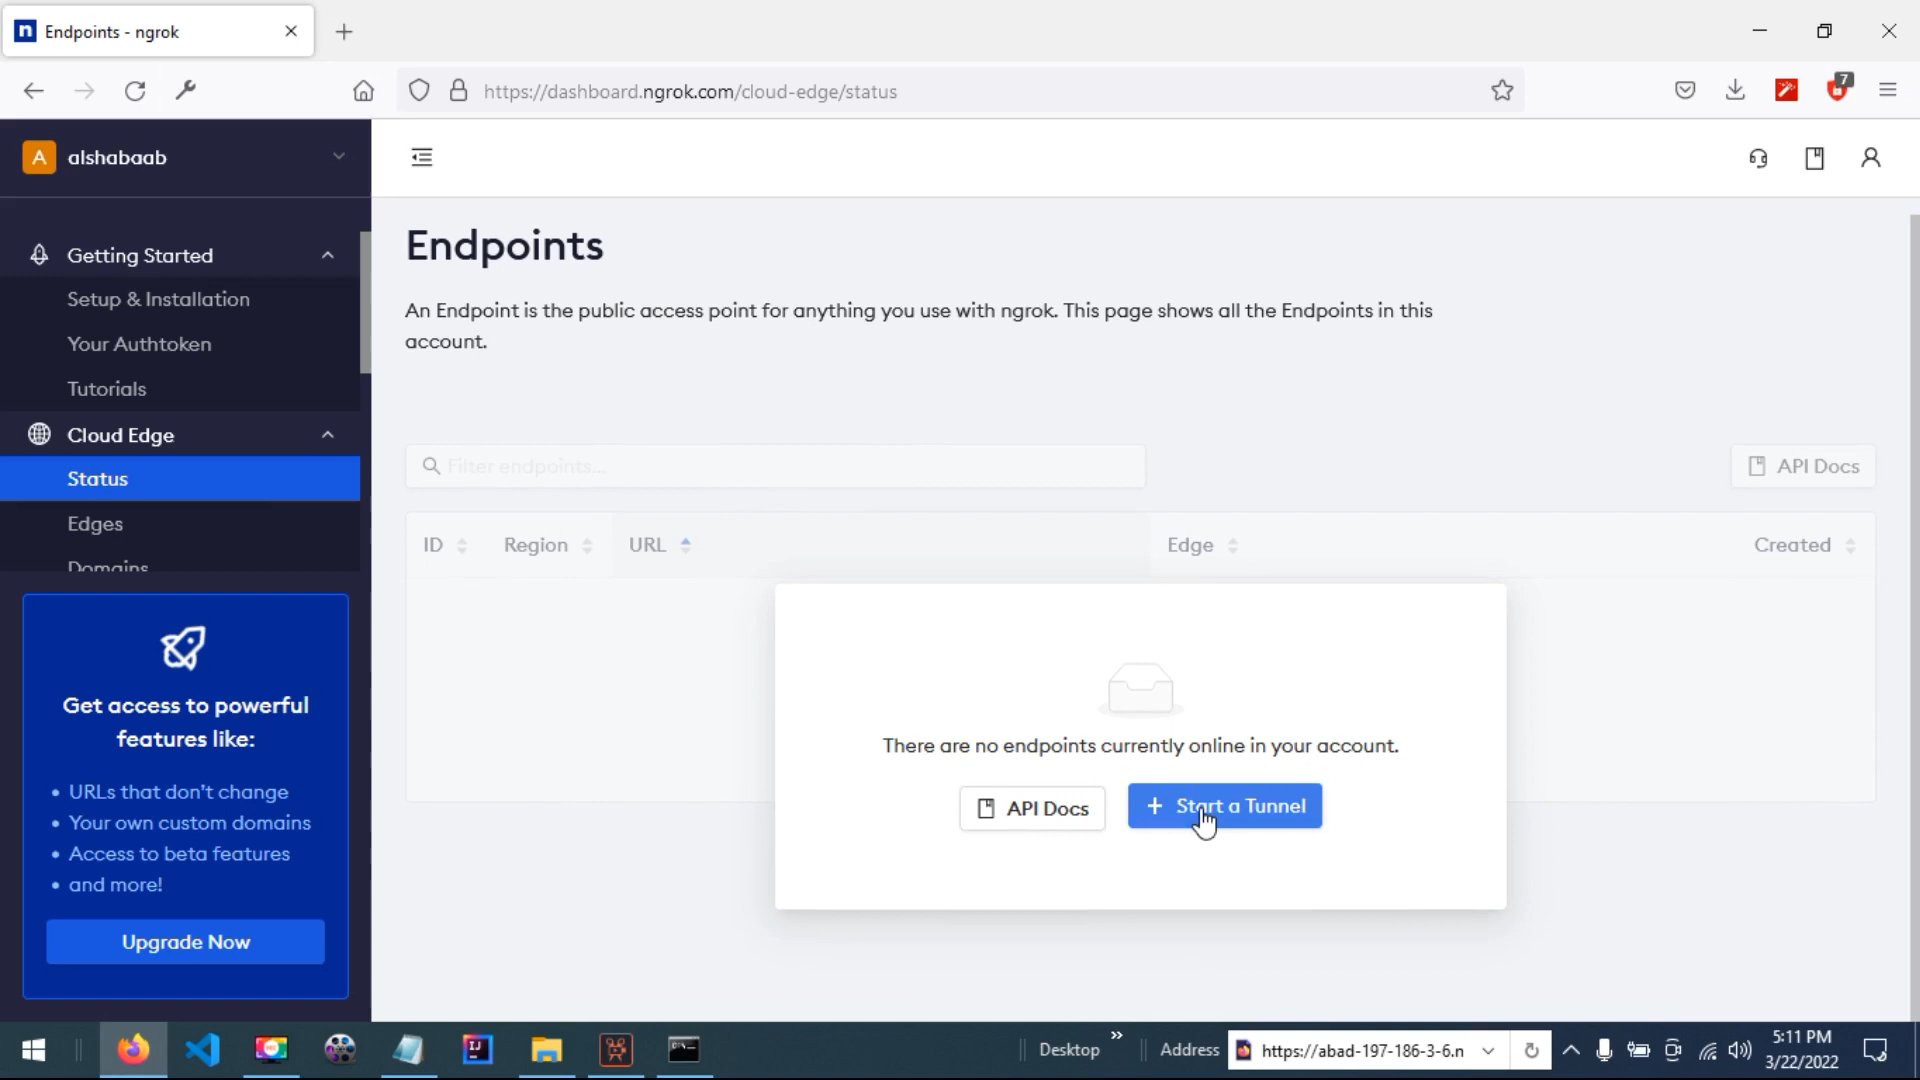 n Endpoints - ngrok
https://dashboard.ngrok.com/cloud-edge/status
7
A alshabaab
Getting Started
Setup & Installation
Your Authtoken
Tutorials
Cloud Edge
Status
Edges
Domains
Get access to powerful
features like:
• URLs that don't change
• Your own custom domains
• Access to beta features
• and more!
Upgrade Now
Endpoints
An Endpoint is the public access point for anything you use with ngrok. This page shows all the Endpoints in this
account.
Filter endpoints...
API Docs
ID Region URL Edge Created
There are no endpoints currently online in your account.
API Docs
+ Start a Tunnel
IJ
Desktop
Address
https://abad-197-186-3-6.n
5:11 PM
3/22/2022